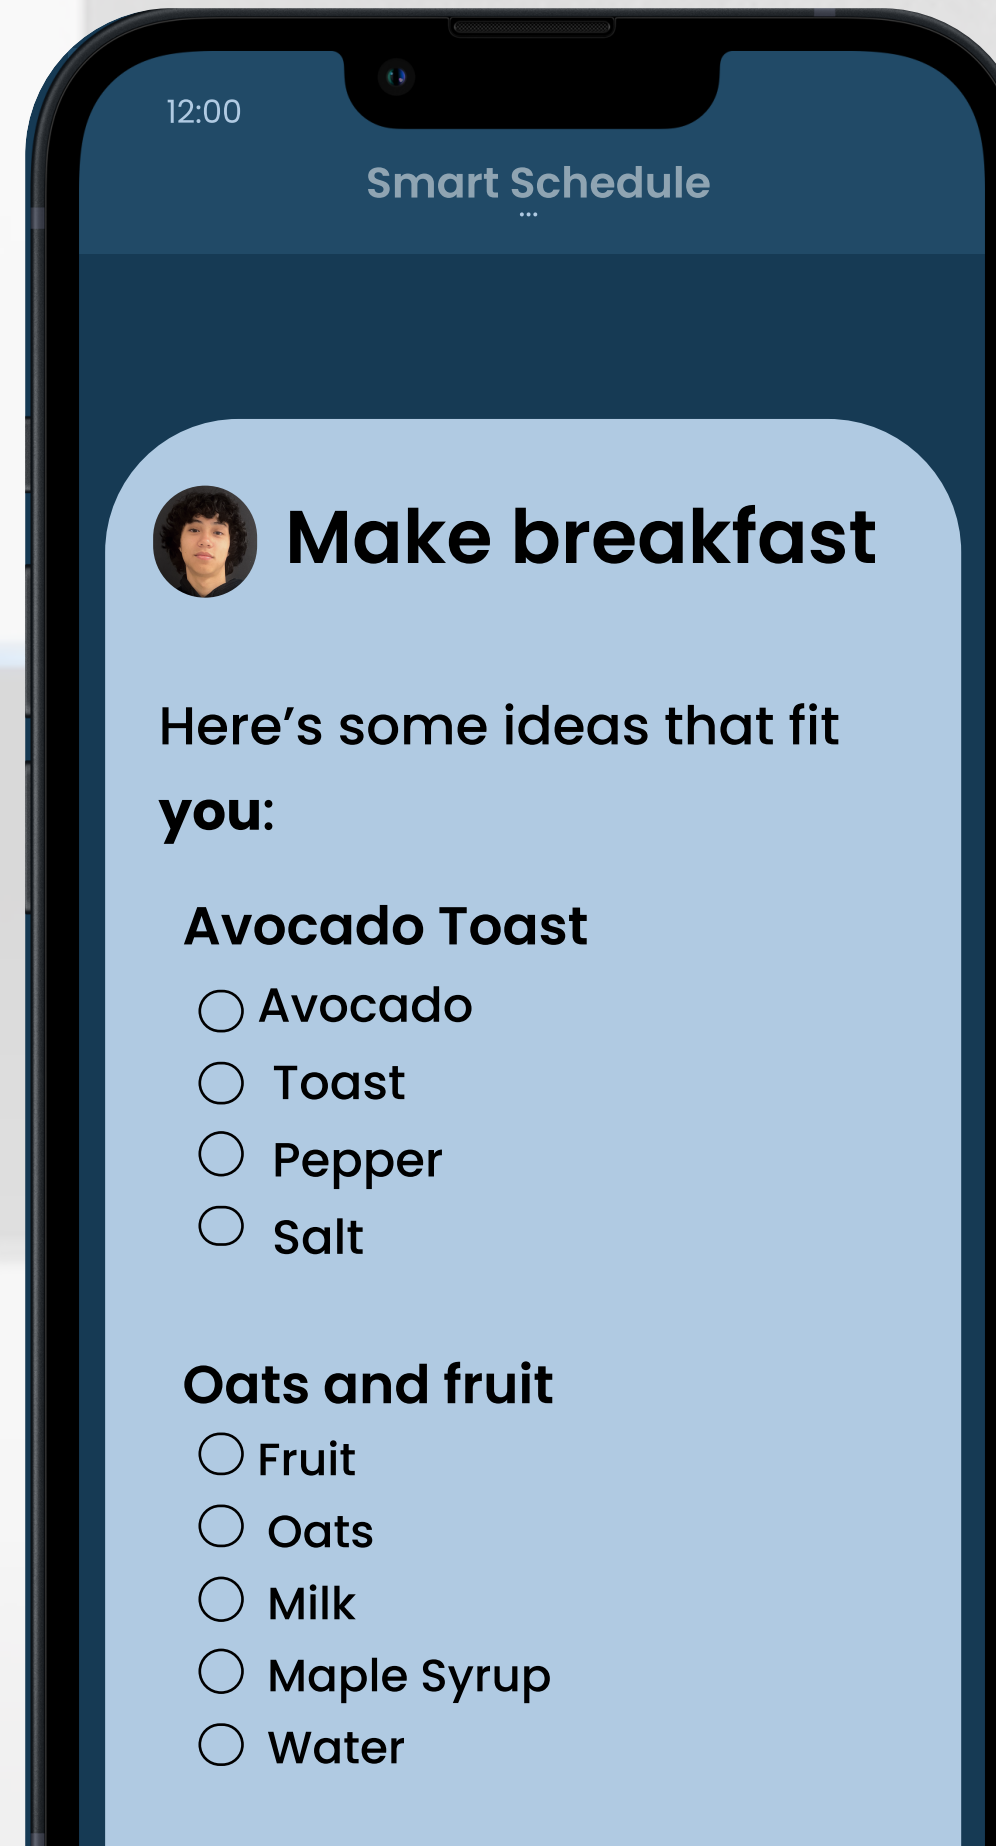 12:00
Smart Schedule
...
Make breakfast
Here’s some ideas that fit
you:
Avocado Toast
Avocado
Toast
Pepper
Salt
Oats and fruit
Fruit
Oats
Milk
Maple Syrup
Water